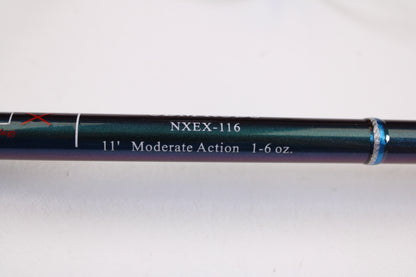 NXEX-116
11' Moderate Action 1-6 oz.